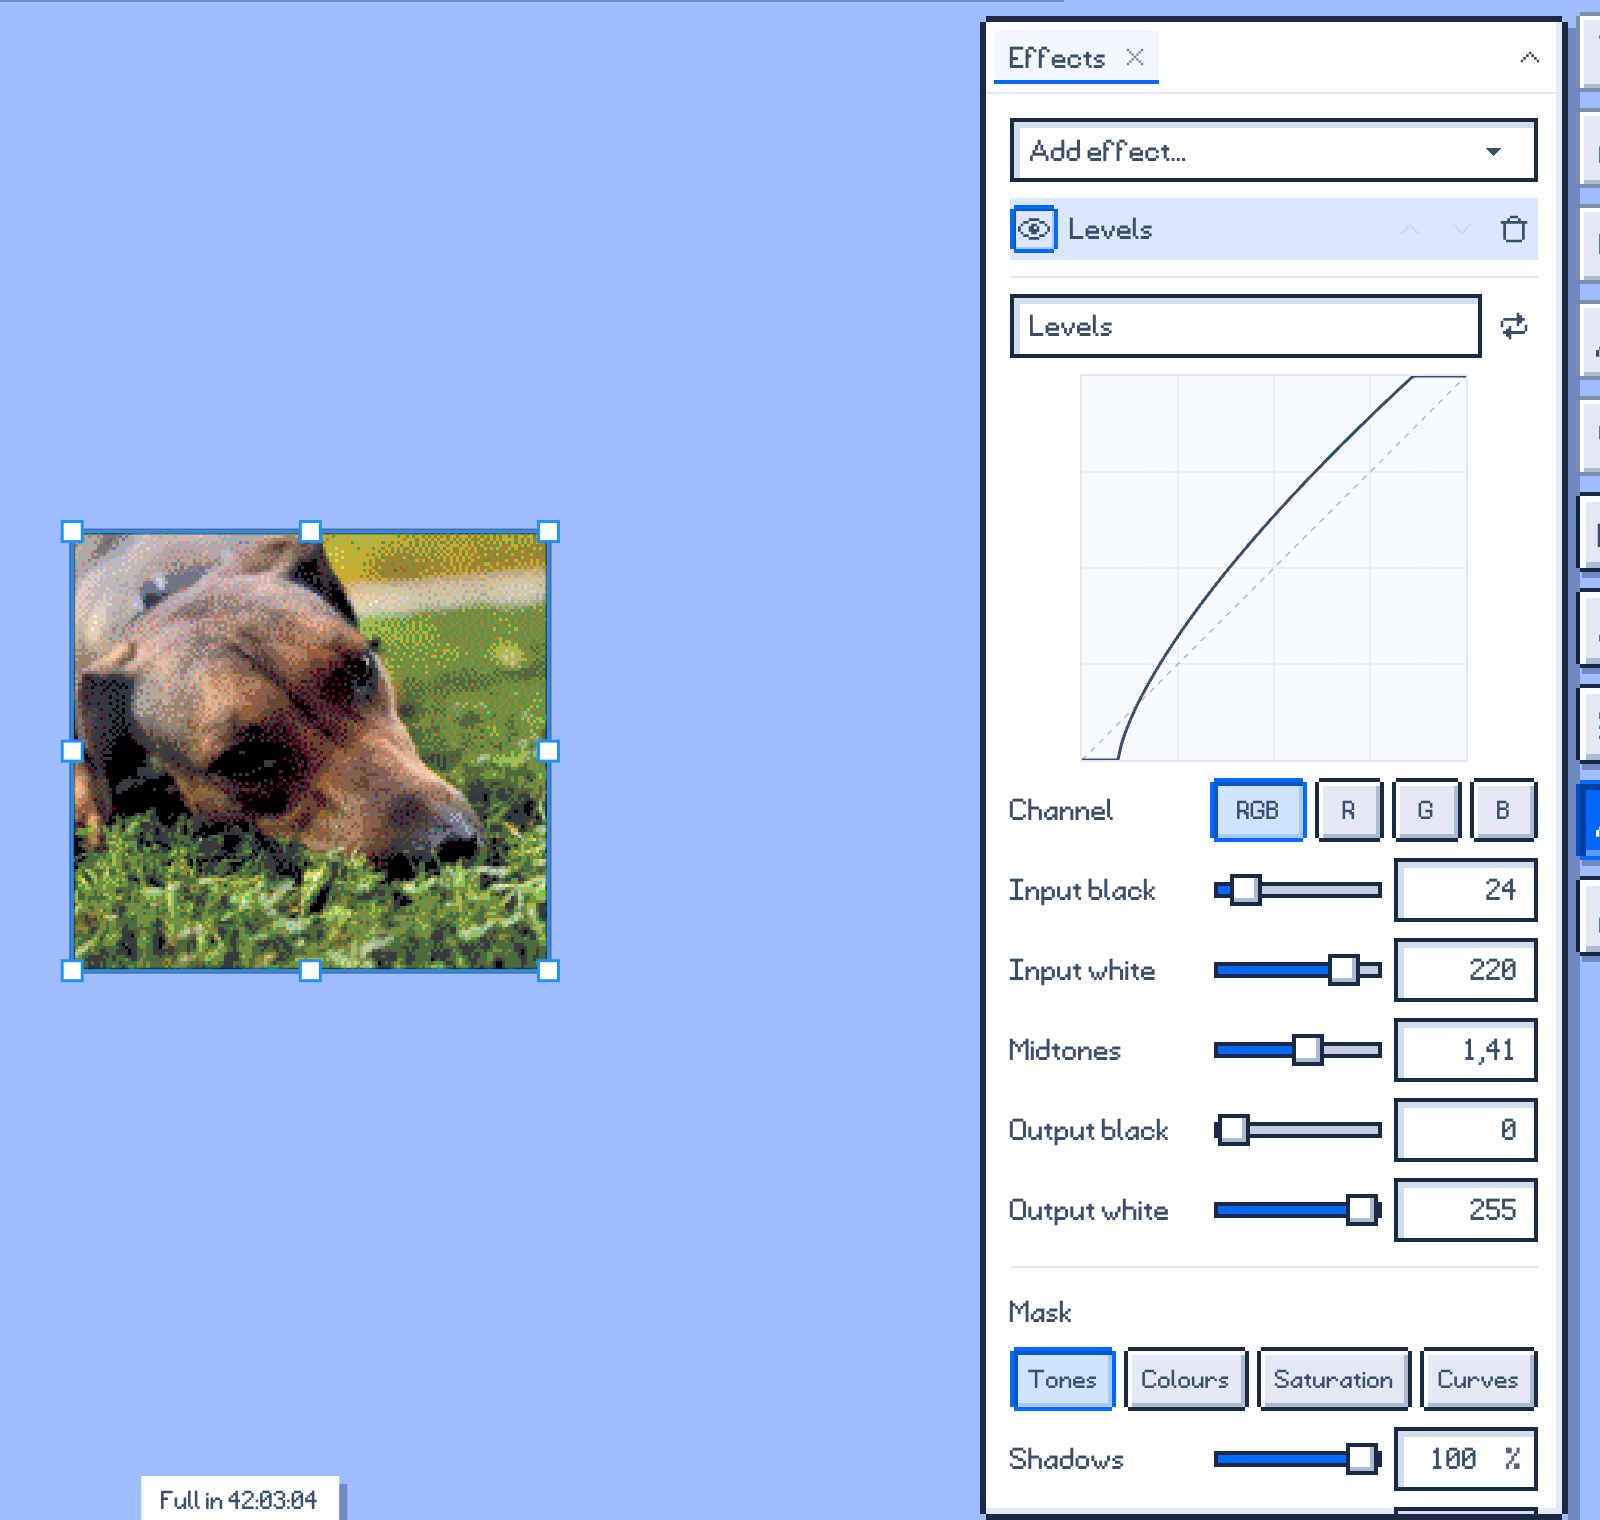 Effects
Add effect...
Levels
Levels
Channel RGB R G B
Input black 24
Input white 220
Midtones 1,41
Output black 0
Output white 255
Mask
Tones Colours Saturation Curves
Shadows 100 %
Full in 42:03:04